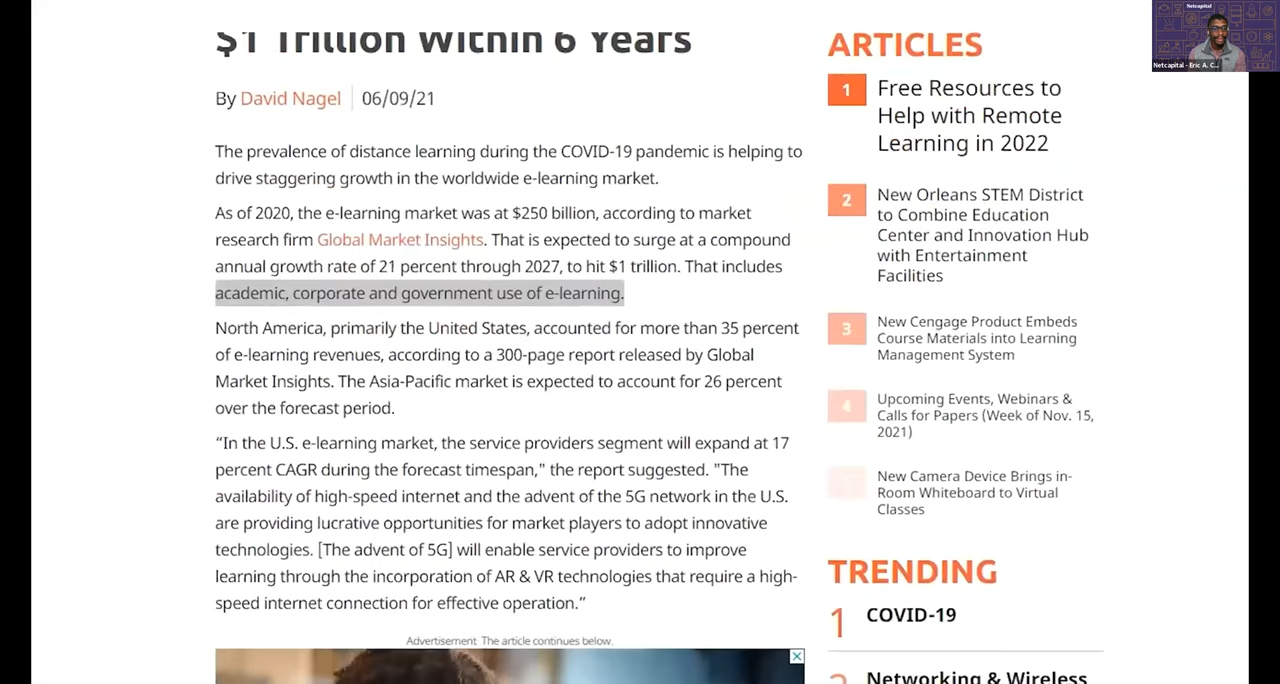 $1 Trillion Within 6 Years
By David Nagel 06/09/21
The prevalence of distance learning during the COVID-19 pandemic is helping to
drive staggering growth in the worldwide e-learning market.
As of 2020, the e-learning market was at $250 billion, according to market
research firm Global Market Insights. That is expected to surge at a compound
annual growth rate of 21 percent through 2027, to hit $1 trillion. That includes
academic, corporate and government use of e-learning.
North America, primarily the United States, accounted for more than 35 percent
of e-learning revenues, according to a 300-page report released by Global
Market Insights. The Asia-Pacific market is expected to account for 26 percent
over the forecast period.
“In the U.S. e-learning market, the service providers segment will expand at 17
percent CAGR during the forecast timespan," the report suggested. "The
availability of high-speed internet and the advent of the 5G network in the U.S.
are providing lucrative opportunities for market players to adopt innovative
technologies. [The advent of 5G] will enable service providers to improve
learning through the incorporation of AR & VR technologies that require a high-
speed internet connection for effective operation.”
Advertisement The article continues below.
ARTICLES
1
Free Resources to
Help with Remote
Learning in 2022
2
New Orleans STEM District
to Combine Education
Center and Innovation Hub
with Entertainment
Facilities
3
New Cengage Product Embeds
Course Materials into Learning
Management System
4
Upcoming Events, Webinars &
Calls for Papers (Week of Nov. 15,
2021)
New Camera Device Brings in-
Room Whiteboard to Virtual
Classes
TRENDING
1 COVID-19
2 Networking & Wireless
Netcapital
Netcapital - Eric A. C...